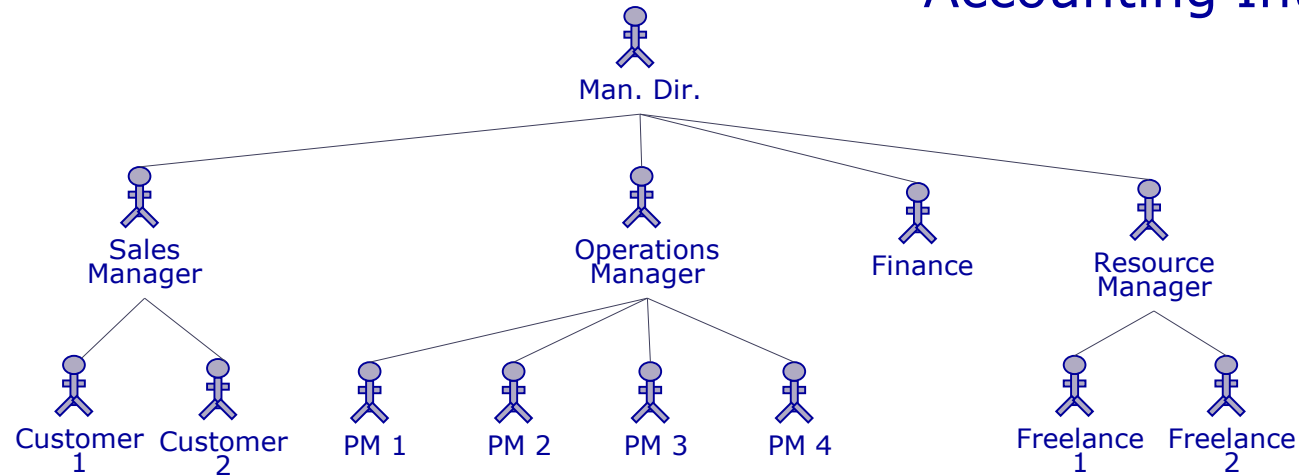 Accounting
Man. Dir.
Sales
Manager
Operations
Manager
Finance
Resource
Manager
Customer
1
Customer
2
PM 1
PM 2
PM 3
PM 4
Freelance
1
Freelance
2